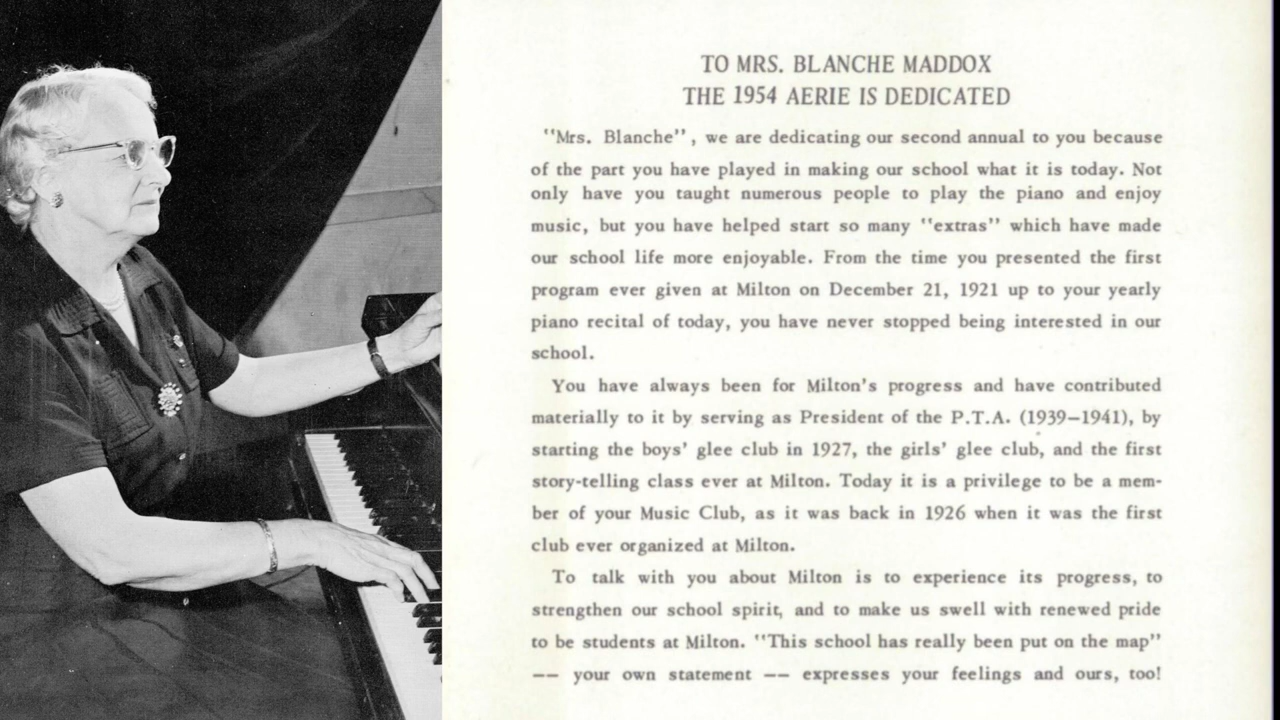 TO MRS. BLANCHE MADDOX
THE 1954 AERIE IS DEDICATED
"Mrs. Blanche", we are dedicating our second annual to you because
of the part you have played in making our school what it is today. Not
only have you taught numerous people to play the piano and enjoy
music, but you have helped start so many "extras" which have made
our school life more enjoyable. From the time you presented the first
program ever given at Milton on December 21, 1921 up to your yearly
piano recital of today, you have never stopped being interested in our
school.
You have always been for Milton's progress and have contributed
materially to it by serving as President of the P.T.A. (1939—1941), by
starting the boys' glee club in 1927, the girls' glee club, and the first
story-telling class ever at Milton. Today it is a privilege to be a mem-
ber of your Music Club, as it was back in 1926 when it was the first
club ever organized at Milton.
To talk with you about Milton is to experience its progress, to
strengthen our school spirit, and to make us swell with renewed pride
to be students at Milton. "This school has really been put on the map"
—— your own statement —— expresses your feelings and ours, too!